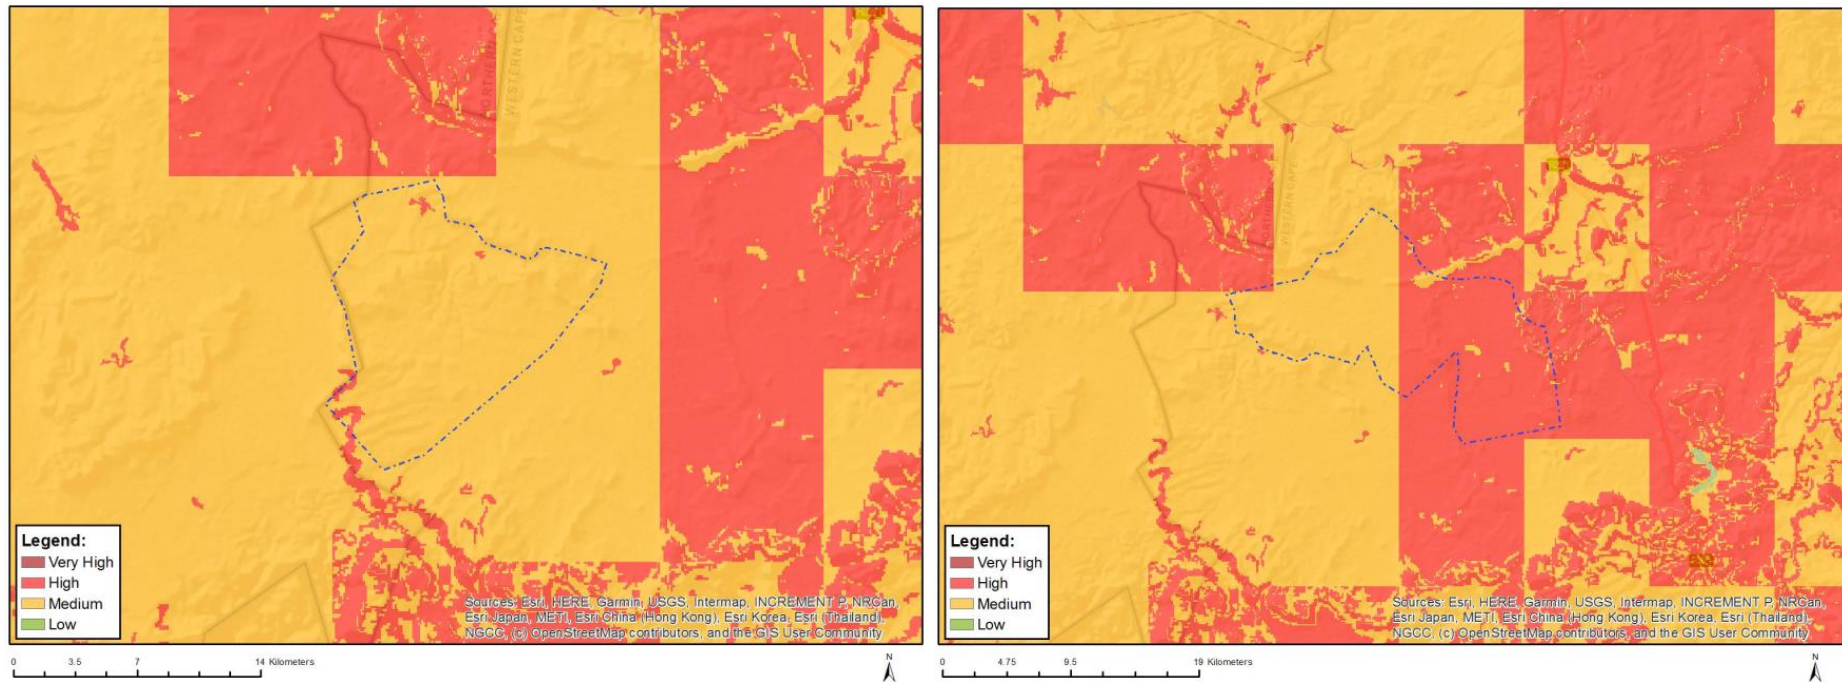 NORTHERN
WESTERN CAPE
Legend:
Very High
High
Medium
Low
Sources: Esri, HERE, Garmin, USGS, Intermap, INCREMENT P, NRCan,
Esri Japan, METI, Esri China (Hong Kong), Esri Korea, Esri (Thailand),
NGCC, (c) OpenStreetMap contributors, and the GIS User Community
0 3.5 7 14 Kilometers
N
NORTHERN
WESTERN CAPE
Legend:
Very High
High
Medium
Low
Sources: Esri, HERE, Garmin, USGS, Intermap, INCREMENT P, NRCan,
Esri Japan, METI, Esri China (Hong Kong), Esri Korea, Esri (Thailand),
NGCC, (c) OpenStreetMap contributors, and the GIS User Community
0 4.75 9.5 19 Kilometers
N